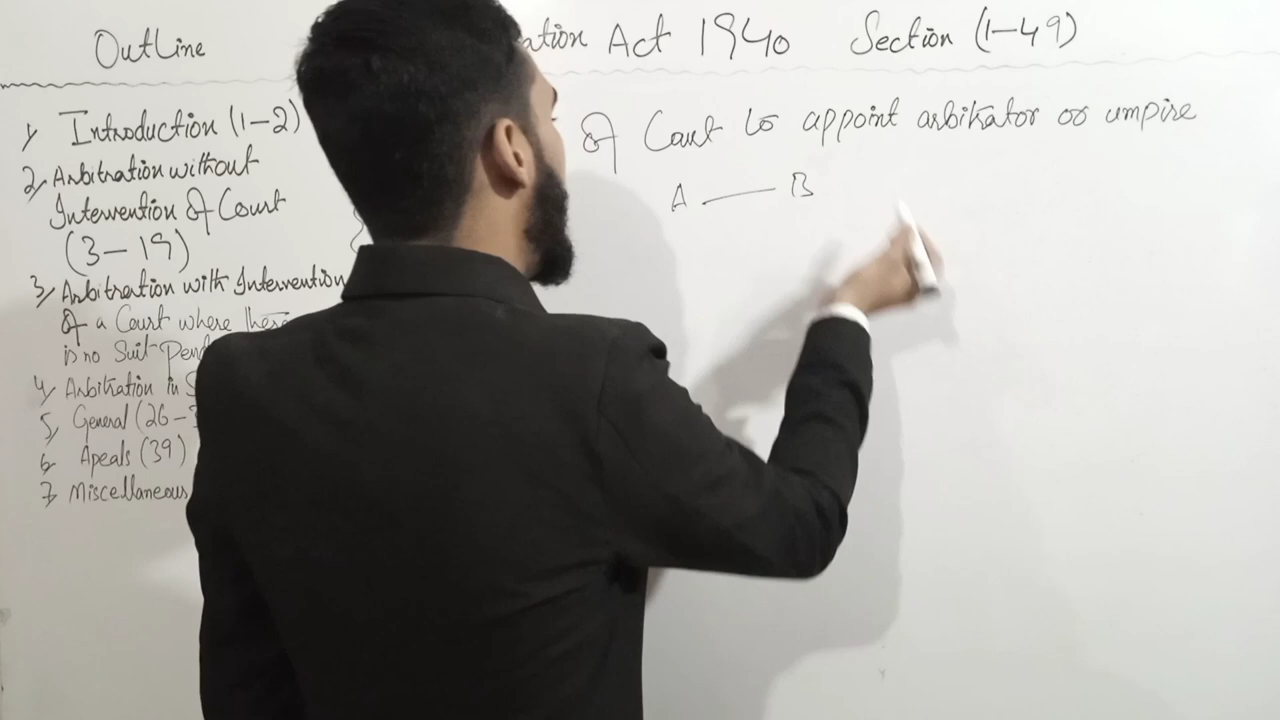 OutLine
Act 1940 Section (1-49)
1, Introduction (1-2)
2, Arbitration without
Intervention Of Court
(3-19)
3, Arbitration with Intervention
Of a Court where
is no Suit
4, Arbitration in
5, General (26-
6, Apeals (39)
7, Miscellaneous
Of Court to appoint arbitrator or umpire
A — B